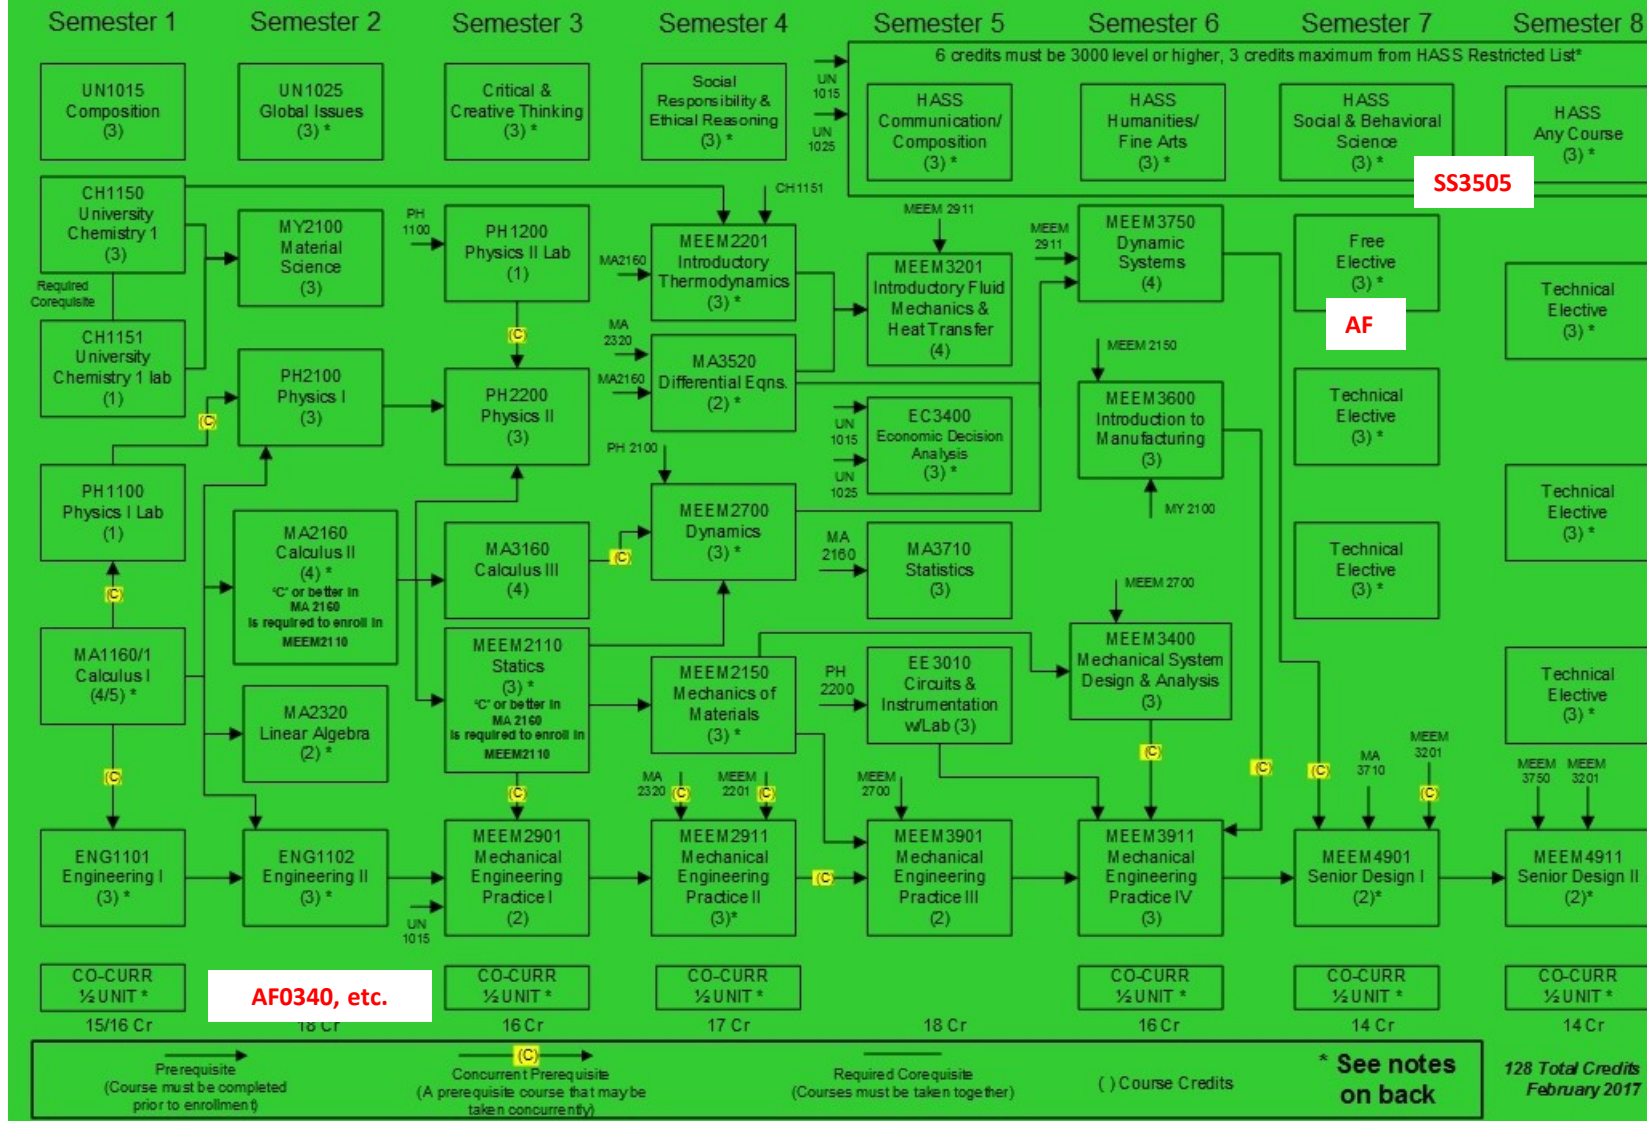 Semester 1
Semester 2
Semester 3
Semester 4
Semester 5
Semester 6
Semester 7
Semester 8
6 credits must be 3000 level or higher, 3 credits maximum from HASS Restricted List*
UN1015
Composition
(3)
UN1025
Global Issues
(3) *
Critical &
Creative Thinking
(3) *
Social
Responsibility &
Ethical Reasoning
(3) *
UN
1015
UN
1025
HASS
Communication/
Composition
(3) *
HASS
Humanities/
Fine Arts
(3) *
HASS
Social & Behavioral
Science
(3) *
HASS
Any Course
(3) *
SS3505
CH1150
University
Chemistry 1
(3)
Required
Corequisite
CH1151
University
Chemistry 1 lab
(1)
PH1100
Physics I Lab
(1)
(C)
MA1160/1
Calculus I
(4/5) *
(C)
ENG1101
Engineering I
(3) *
CO-CURR
½ UNIT *
15/16 Cr
MY2100
Material
Science
(3)
(C)
PH2100
Physics I
(3)
MA2160
Calculus II
(4) *
'C' or better in
MA 2160
is required to enroll in
MEEM2110
MA2320
Linear Algebra
(2) *
ENG1102
Engineering II
(3) *
AF0340, etc.
18 Cr
PH
1100
PH1200
Physics II Lab
(1)
(C)
PH2200
Physics II
(3)
MA3160
Calculus III
(4)
MEEM2110
Statics
(3) *
'C' or better in
MA 2160
is required to enroll in
MEEM2110
(C)
UN
1015
MEEM2901
Mechanical
Engineering
Practice I
(2)
CO-CURR
½ UNIT *
16 Cr
CH1151
MA2160
MEEM2201
Introductory
Thermodynamics
(3) *
MA
2320
MA2160
MA3520
Differential Eqns.
(2) *
PH 2100
(C)
MEEM2700
Dynamics
(3) *
MEEM2150
Mechanics of
Materials
(3) *
MA
2320
(C)
MEEM
2201
(C)
MEEM2911
Mechanical
Engineering
Practice II
(3)*
(C)
CO-CURR
½ UNIT *
17 Cr
MEEM 2911
MEEM3201
Introductory Fluid
Mechanics &
Heat Transfer
(4)
UN
1015
UN
1025
EC3400
Economic Decision
Analysis
(3) *
MA
2160
MA3710
Statistics
(3)
PH
2200
EE3010
Circuits &
Instrumentation
w/Lab (3)
MEEM
2700
MEEM3901
Mechanical
Engineering
Practice III
(2)
18 Cr
MEEM
2911
MEEM3750
Dynamic
Systems
(4)
MEEM 2150
MEEM3600
Introduction to
Manufacturing
(3)
MY 2100
MEEM 2700
MEEM3400
Mechanical System
Design & Analysis
(3)
(C)
(C)
MEEM3911
Mechanical
Engineering
Practice IV
(3)
CO-CURR
½ UNIT *
16 Cr
Free
Elective
(3) *
AF
Technical
Elective
(3) *
Technical
Elective
(3) *
(C)
MA
3710
MEEM
3201
(C)
MEEM4901
Senior Design I
(2)*
CO-CURR
½ UNIT *
14 Cr
Technical
Elective
(3) *
Technical
Elective
(3) *
Technical
Elective
(3) *
MEEM
3750
MEEM
3201
MEEM4911
Senior Design II
(2)*
CO-CURR
½ UNIT *
14 Cr
Prerequisite
(Course must be completed
prior to enrollment)
(C)
Concurrent Prerequisite
(A prerequisite course that may be
taken concurrently)
Required Corequisite
(Courses must be taken together)
( ) Course Credits
* See notes
on back
128 Total Credits
February 2017